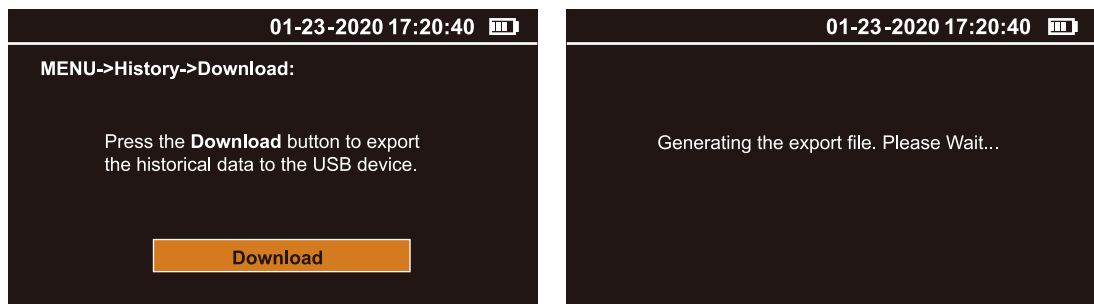 01-23-2020 17:20:40
MENU->History->Download:
Press the Download button to export
the historical data to the USB device.
Download
01-23-2020 17:20:40
Generating the export file. Please Wait...